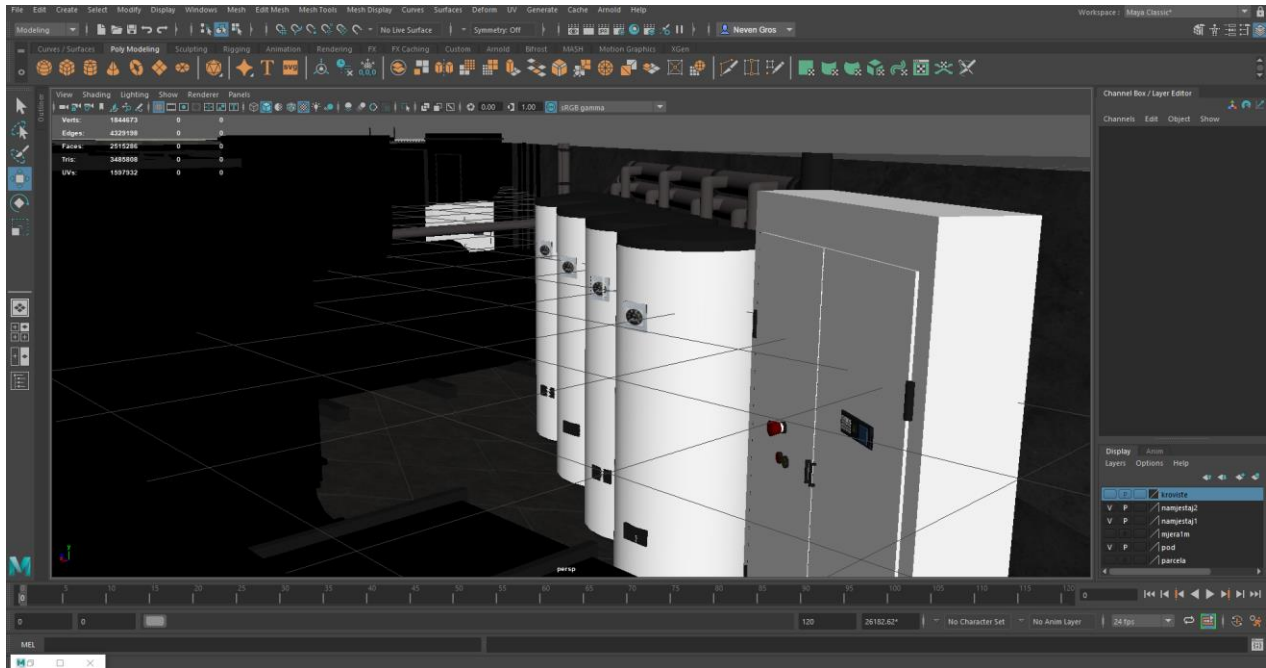 File Edit Create Select Modify Display Windows Mesh Edit Mesh Mesh Tools Mesh Display Curves Surfaces Deform UV Generate Cache Arnold Help Workspace : Maya Classic*
Modeling No Live Surface Symmetry: Off Neven Gros
Curves / Surfaces Poly Modeling Sculpting Rigging Animation Rendering FX FX Caching Custom Arnold Bifrost MASH Motion Graphics XGen
View Shading Lighting Show Renderer Panels
0.00 1.00 sRGB gamma
Outliner
Verts: 1844673 0 0
Edges: 4329198 0 0
Faces: 2515286 0 0
Tris: 3485808 0 0
UVs: 1597932 0 0
persp
Channel Box / Layer Editor
Channels Edit Object Show
Display Anim
Layers Options Help
P kroviste
V P namjestaj2
V P namjestaj1
mjera1m
V P pod
parcela
0 5 10 15 20 25 30 35 40 45 50 55 60 65 70 75 80 85 90 95 100 105 110 115 120 0
0 0 120 26182.62* No Character Set No Anim Layer 24 fps
MEL